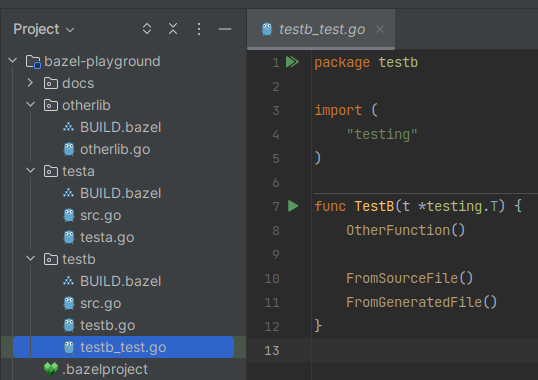 Project
bazel-playground
docs
otherlib
BUILD.bazel
otherlib.go
testa
BUILD.bazel
src.go
testa.go
testb
BUILD.bazel
src.go
testb.go
testb_test.go
.bazelproject
testb_test.go
1 package testb
2
3 import (
4 "testing"
5 )
6
7 func TestB(t *testing.T) {
8 OtherFunction()
9
10 FromSourceFile()
11 FromGeneratedFile()
12 }
13